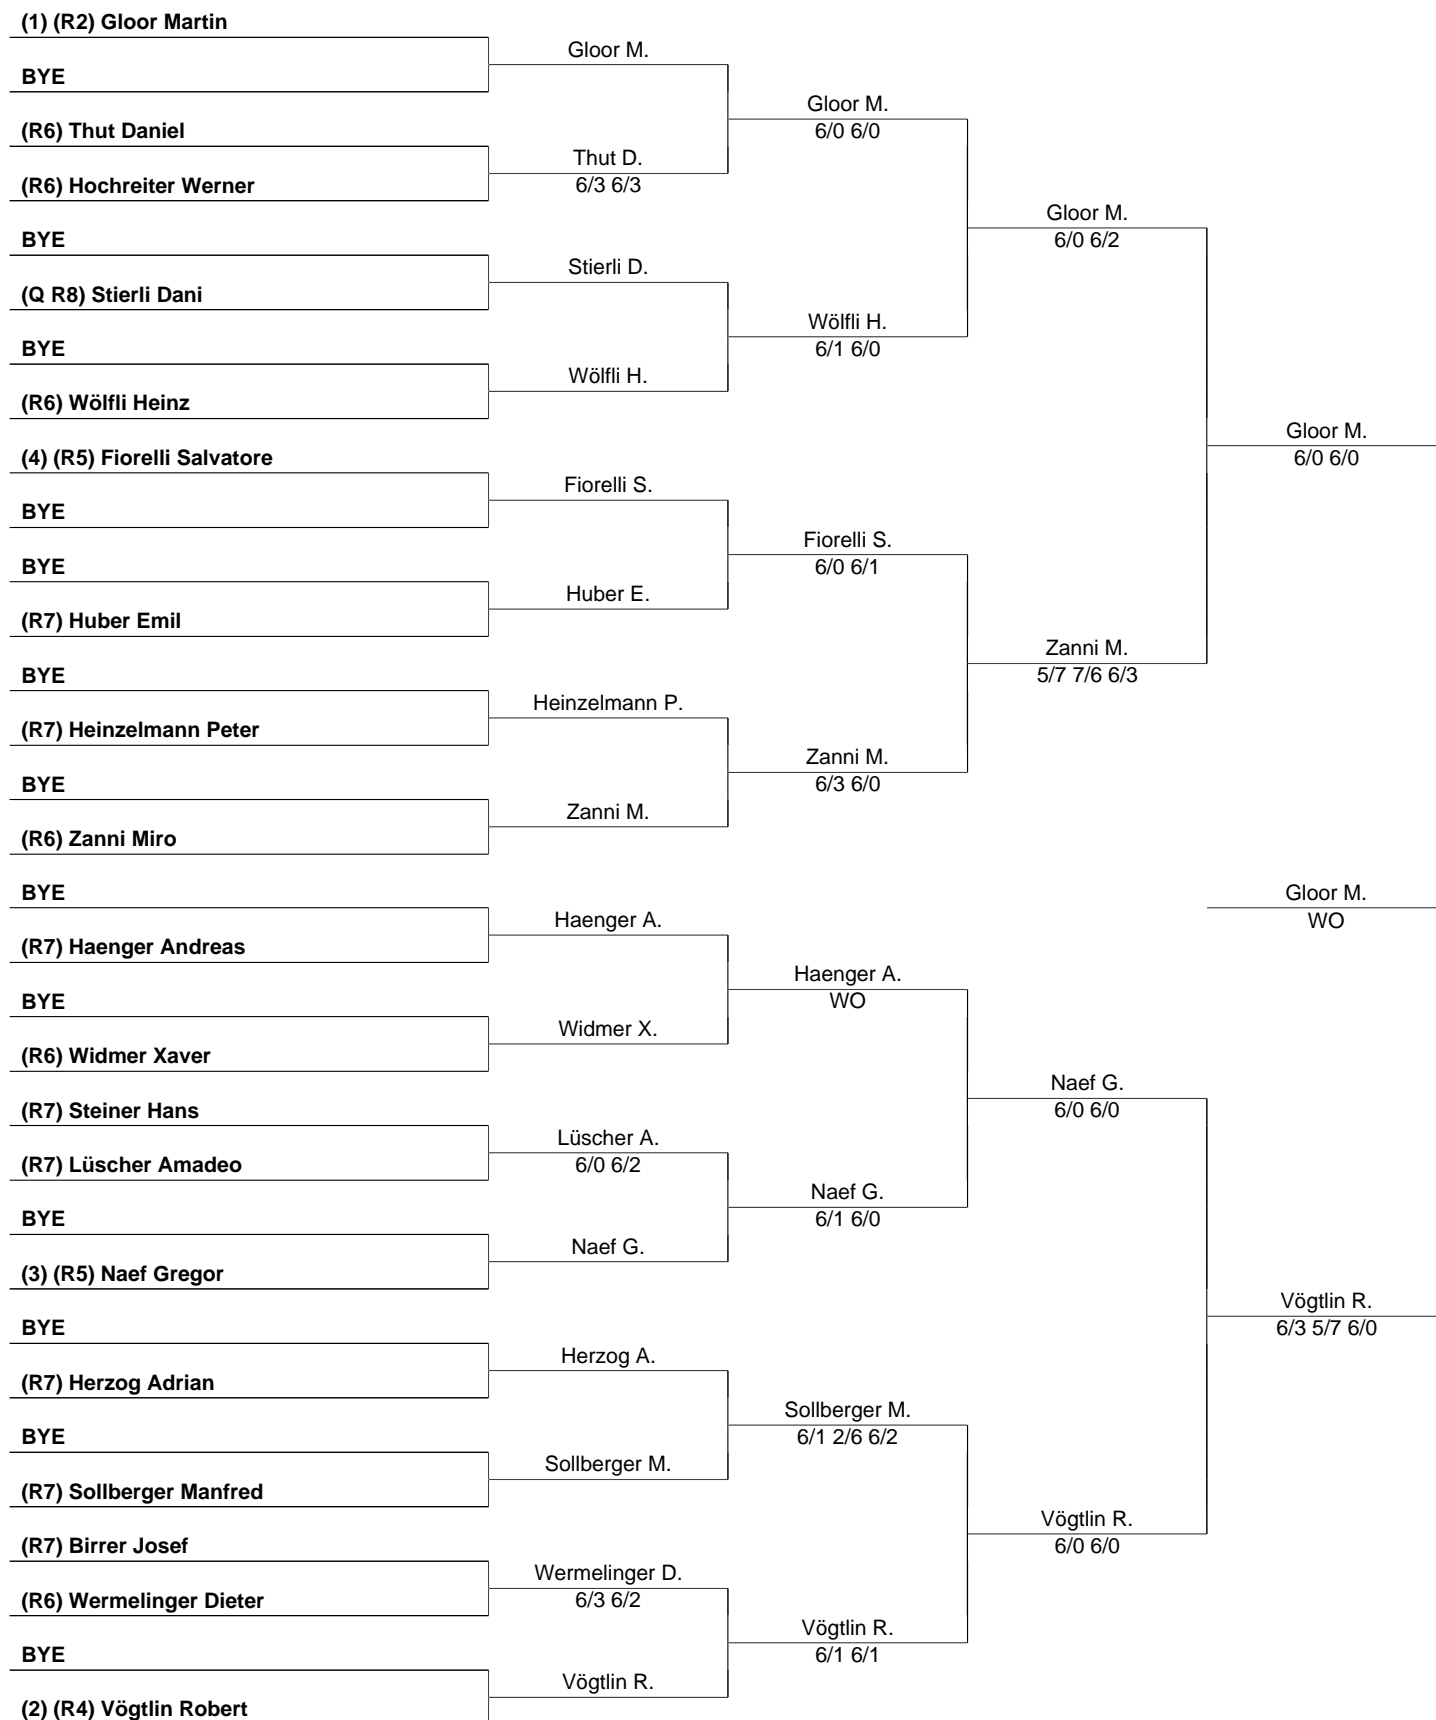 (1) (R2) Gloor Martin
BYE
(R6) Thut Daniel
(R6) Hochreiter Werner
BYE
(Q R8) Stierli Dani
BYE
(R6) Wölfli Heinz
(4) (R5) Fiorelli Salvatore
BYE
BYE
(R7) Huber Emil
BYE
(R7) Heinzelmann Peter
BYE
(R6) Zanni Miro
BYE
(R7) Haenger Andreas
BYE
(R6) Widmer Xaver
(R7) Steiner Hans
(R7) Lüscher Amadeo
BYE
(3) (R5) Naef Gregor
BYE
(R7) Herzog Adrian
BYE
(R7) Sollberger Manfred
(R7) Birrer Josef
(R6) Wermelinger Dieter
BYE
(2) (R4) Vögtlin Robert
Gloor M.
Thut D.
6/3 6/3
Stierli D.
Wölfli H.
Fiorelli S.
Huber E.
Heinzelmann P.
Zanni M.
Haenger A.
Widmer X.
Lüscher A.
6/0 6/2
Naef G.
Herzog A.
Sollberger M.
Wermelinger D.
6/3 6/2
Vögtlin R.
Gloor M.
6/0 6/0
Wölfli H.
6/1 6/0
Fiorelli S.
6/0 6/1
Zanni M.
6/3 6/0
Haenger A.
WO
Naef G.
6/1 6/0
Sollberger M.
6/1 2/6 6/2
Vögtlin R.
6/1 6/1
Gloor M.
6/0 6/2
Zanni M.
5/7 7/6 6/3
Naef G.
6/0 6/0
Vögtlin R.
6/0 6/0
Gloor M.
6/0 6/0
Gloor M.
WO
Vögtlin R.
6/3 5/7 6/0